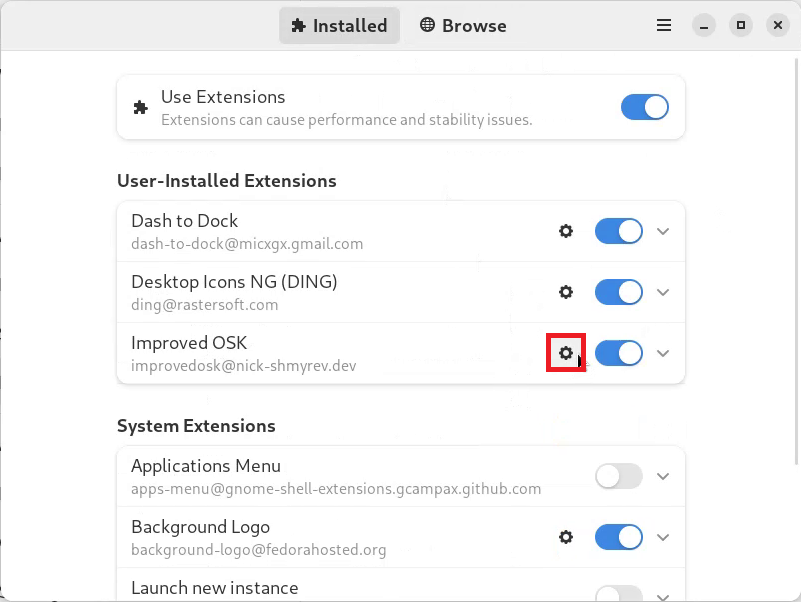 Installed
Browse
Use Extensions
Extensions can cause performance and stability issues.
User-Installed Extensions
Dash to Dock
dash-to-dock@micxgx.gmail.com
Desktop Icons NG (DING)
ding@rastersoft.com
Improved OSK
improvedosk@nick-shmyrev.dev
System Extensions
Applications Menu
apps-menu@gnome-shell-extensions.gcampax.github.com
Background Logo
background-logo@fedorahosted.org
Launch new instance